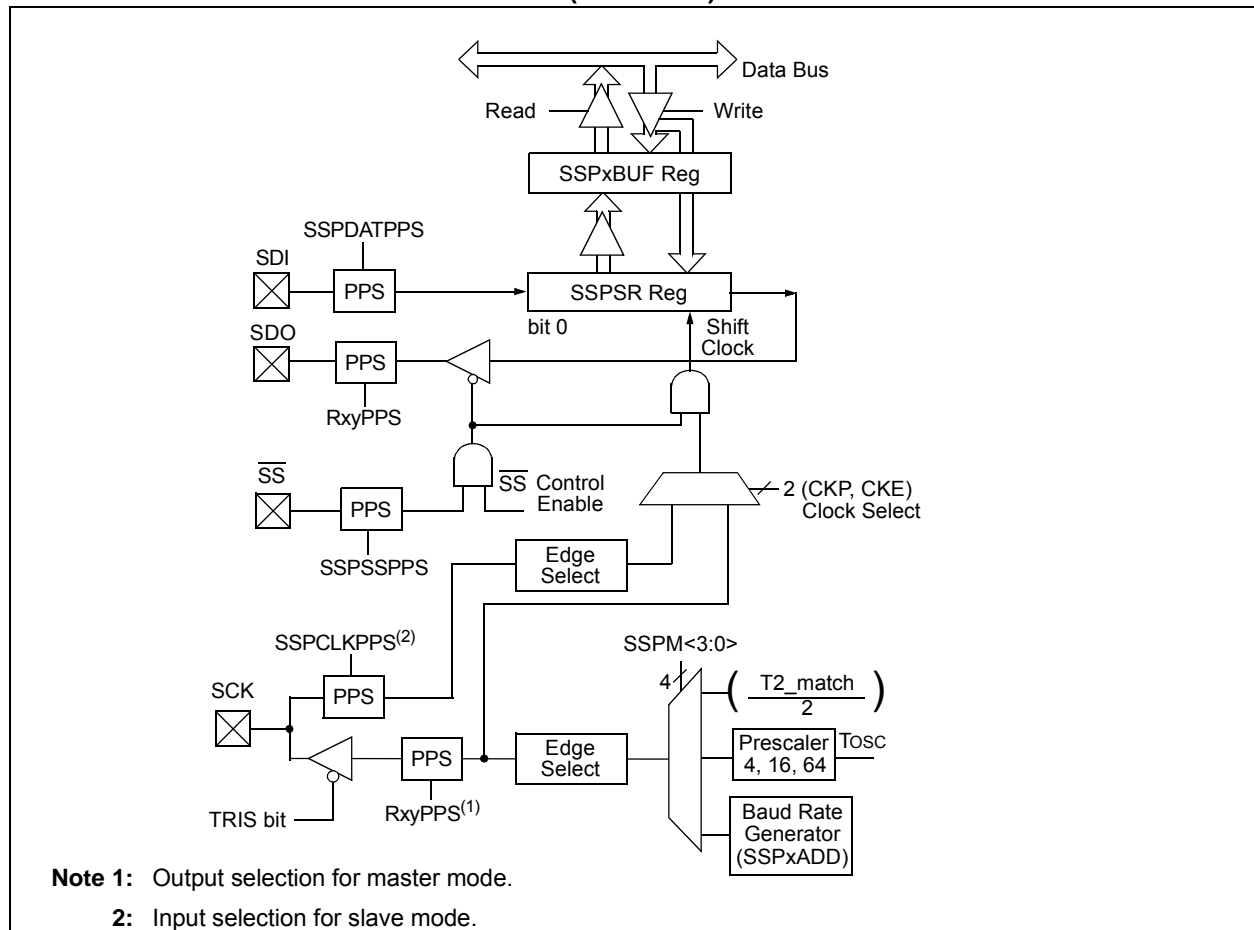 Data Bus
Read
Write
SSPxBUF Reg
SSPDATPPS
SDI
PPS
SSPSR Reg
bit 0
Shift
Clock
SDO
PPS
RxyPPS
SS
PPS
SSPSSPPS
SS Control
Enable
2 (CKP, CKE)
Clock Select
Edge
Select
SSPCLKPPS(2)
SCK
PPS
SSPM<3:0>
4
( T2_match )
2
PPS
Edge
Select
Prescaler
4, 16, 64
TOSC
TRIS bit
RxyPPS(1)
Baud Rate
Generator
(SSPxADD)
Note 1: Output selection for master mode.
2: Input selection for slave mode.